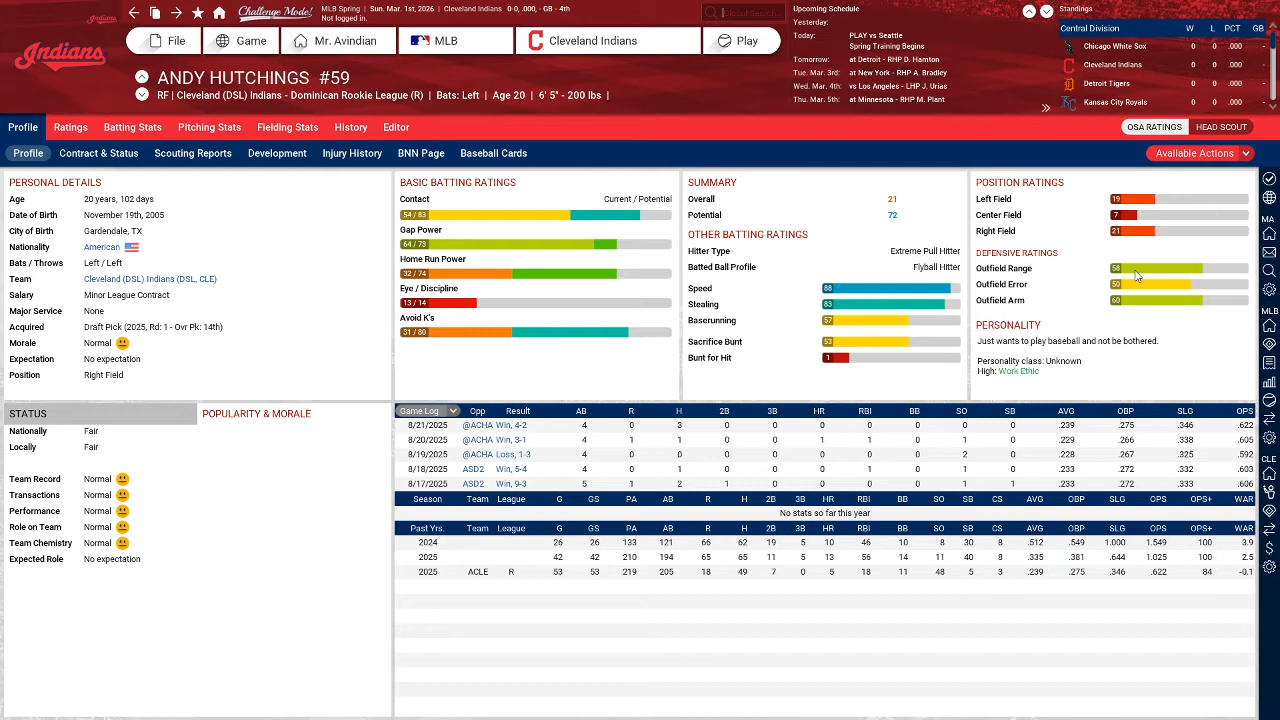 Indians
Challenge Mode!
MLB Spring | Sun. Mar. 1st, 2026 | Cleveland Indians 0-0, .000, - GB - 4th
Not logged in.
Global Search
File
Game
Mr. Avindian
MLB
Cleveland Indians
Play
Indians
ANDY HUTCHINGS #59
RF | Cleveland (DSL) Indians - Dominican Rookie League (R) | Bats: Left | Age 20 | 6' 5" - 200 lbs |
Upcoming Schedule
Yesterday:
Today: PLAY vs Seattle
Spring Training Begins
Tomorrow: at Detroit - RHP D. Hamton
Tue. Mar. 3rd: at New York - RHP A. Bradley
Wed. Mar. 4th: vs Los Angeles - LHP J. Urias
Thu. Mar. 5th: at Minnesota - RHP M. Plant
Standings
Central Division W L PCT GB
Chicago White Sox 0 0 .000 -
Cleveland Indians 0 0 .000 -
Detroit Tigers 0 0 .000 -
Kansas City Royals 0 0 .000 -
Profile Ratings Batting Stats Pitching Stats Fielding Stats History Editor
OSA RATINGS HEAD SCOUT
Profile Contract & Status Scouting Reports Development Injury History BNN Page Baseball Cards
Available Actions
PERSONAL DETAILS
Age 20 years, 102 days
Date of Birth November 19th, 2005
City of Birth Gardendale, TX
Nationality American
Bats / Throws Left / Left
Team Cleveland (DSL) Indians (DSL, CLE)
Salary Minor League Contract
Major Service None
Acquired Draft Pick (2025, Rd: 1 - Ovr Pk: 14th)
Morale Normal
Expectation No expectation
Position Right Field
BASIC BATTING RATINGS
Contact Current / Potential
54 / 83
Gap Power
64 / 73
Home Run Power
32 / 74
Eye / Discipline
13 / 14
Avoid K's
31 / 80
SUMMARY
Overall 21
Potential 72
OTHER BATTING RATINGS
Hitter Type Extreme Pull Hitter
Batted Ball Profile Flyball Hitter
Speed 88
Stealing 83
Baserunning 57
Sacrifice Bunt 53
Bunt for Hit 1
POSITION RATINGS
Left Field 19
Center Field 7
Right Field 21
DEFENSIVE RATINGS
Outfield Range 58
Outfield Error 50
Outfield Arm 60
PERSONALITY
Just wants to play baseball and not be bothered.
Personality class: Unknown
High: Work Ethic
STATUS
POPULARITY & MORALE
Nationally Fair
Locally Fair
Team Record Normal
Transactions Normal
Performance Normal
Role on Team Normal
Team Chemistry Normal
Expected Role No expectation
Game Log Opp Result AB R H 2B 3B HR RBI BB SO SB AVG OBP SLG OPS
8/21/2025 @ACHA Win, 4-2 4 0 3 0 0 0 0 0 0 0 .239 .275 .346 .622
8/20/2025 @ACHA Win, 3-1 4 1 1 0 0 1 1 0 1 0 .229 .266 .338 .605
8/19/2025 @ACHA Loss, 1-3 4 0 0 0 0 0 0 0 2 0 .228 .267 .325 .592
8/18/2025 ASD2 Win, 5-4 4 0 1 0 0 0 1 0 1 0 .233 .272 .332 .603
8/17/2025 ASD2 Win, 9-3 5 1 2 1 0 0 0 0 1 0 .233 .272 .333 .606
Season Team League G GS PA AB R H 2B 3B HR RBI BB SO SB CS AVG OBP SLG OPS OPS+ WAR
No stats so far this year
Past Yrs. Team League G GS PA AB R H 2B 3B HR RBI BB SO SB CS AVG OBP SLG OPS OPS+ WAR
2024 26 26 133 121 66 62 19 5 10 46 10 8 30 8 .512 .549 1.000 1.549 100 3.9
2025 42 42 210 194 65 65 11 5 13 56 14 11 40 8 .335 .381 .644 1.025 100 2.5
2025 ACLE R 53 53 219 205 18 49 7 0 5 18 11 48 5 3 .239 .275 .346 .622 84 -0.1
MA
MLB
CLE